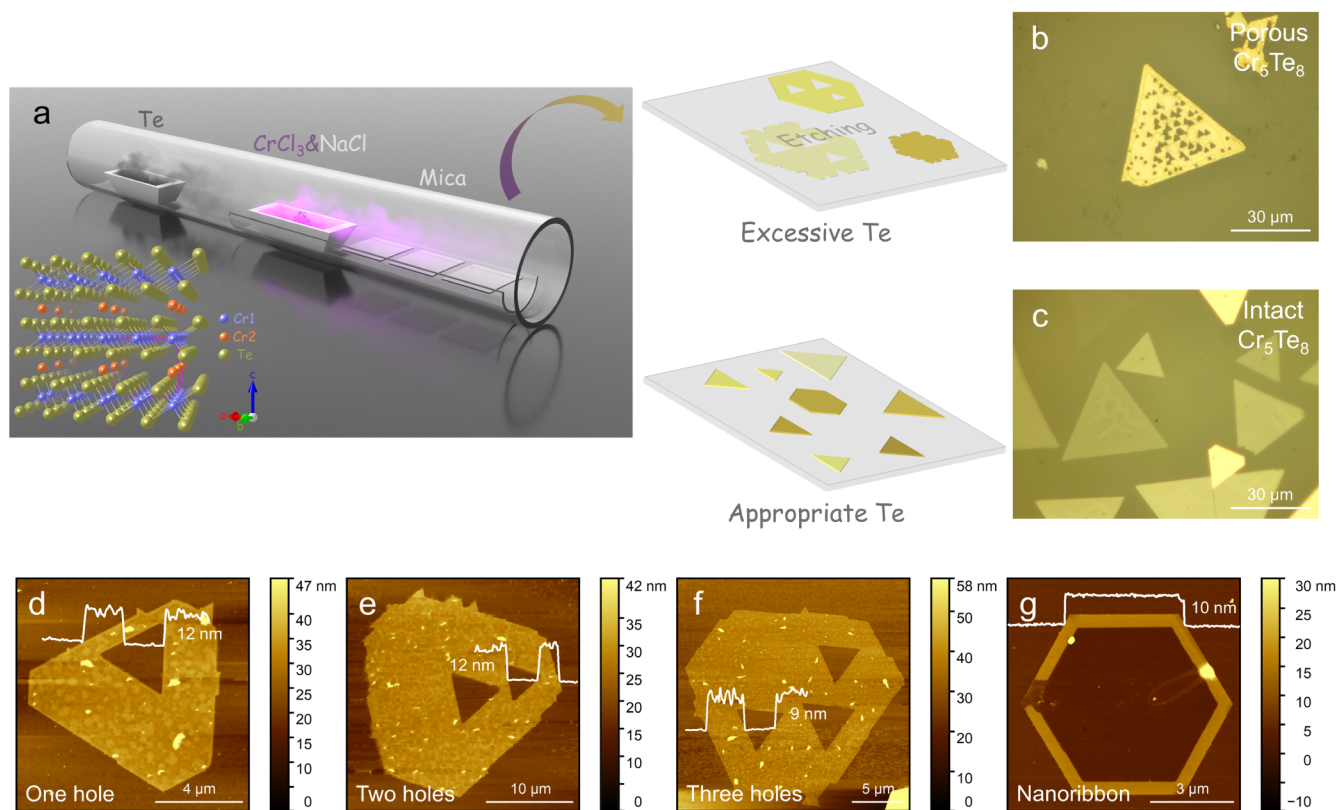 a
Te
CrCl₃&NaCl
Mica
Cr1
Cr2
Te
c
a
b
Etching
Excessive Te
Appropriate Te
b
Porous
Cr₅Te₈
30 μm
c
Intact
Cr₅Te₈
30 μm
d
12 nm
One hole
4 μm
47 nm
40
35
30
25
20
15
10
0
e
12 nm
Two holes
10 μm
42 nm
35
30
25
20
15
10
0
f
9 nm
Three holes
5 μm
58 nm
50
40
30
20
10
0
g
10 nm
Nanoribbon
3 μm
30 nm
25
20
15
10
5
0
−10